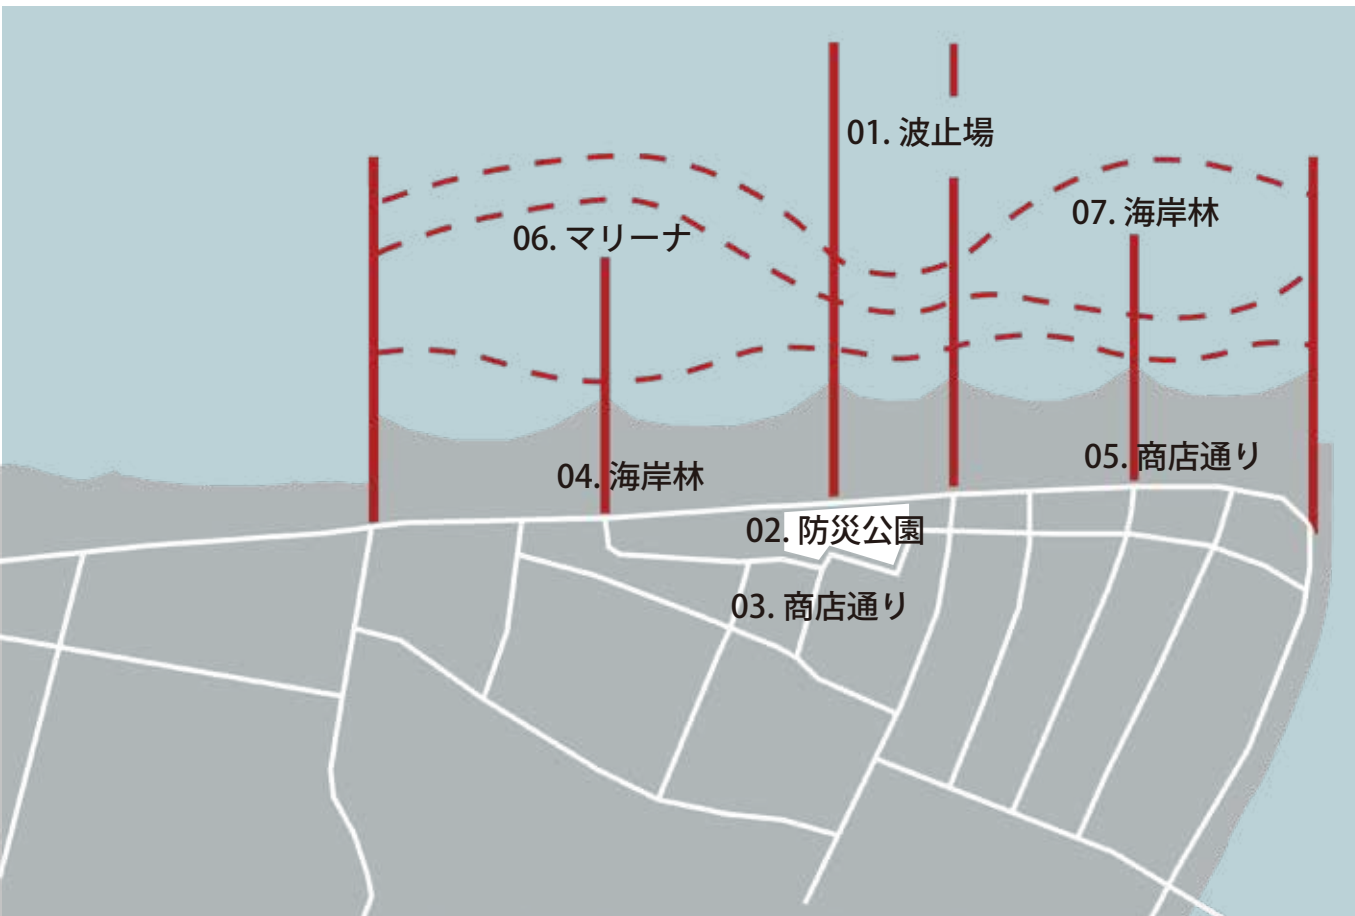 01. 波止場
07. 海岸林
06. マリーナ
05. 商店通り
04. 海岸林
02. 防災公園
03. 商店通り